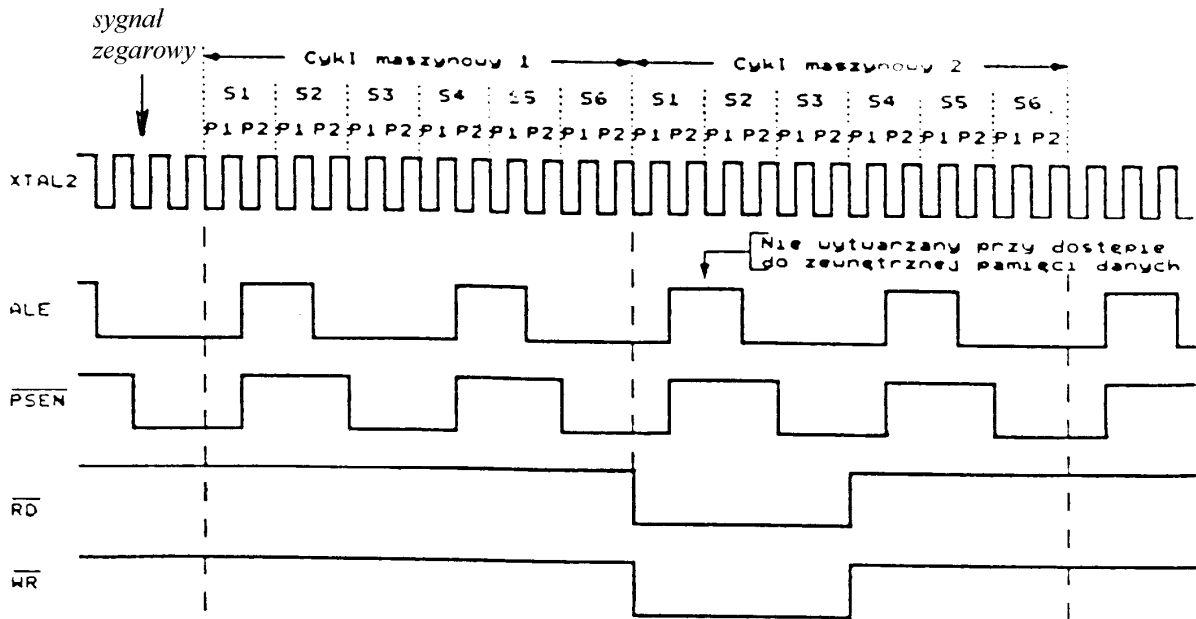 sygnał
zegarowy
Cykl maszynowy 1 Cykl maszynowy 2
S1 S2 S3 S4 S5 S6 S1 S2 S3 S4 S5 S6
P1 P2 P1 P2 P1 P2 P1 P2 P1 P2 P1 P2 P1 P2 P1 P2 P1 P2 P1 P2 P1 P2 P1 P2
XTAL2
Nie wytwarzany przy dostępie
do zewnętrznej pamięci danych
ALE
PSEN
RD
WR